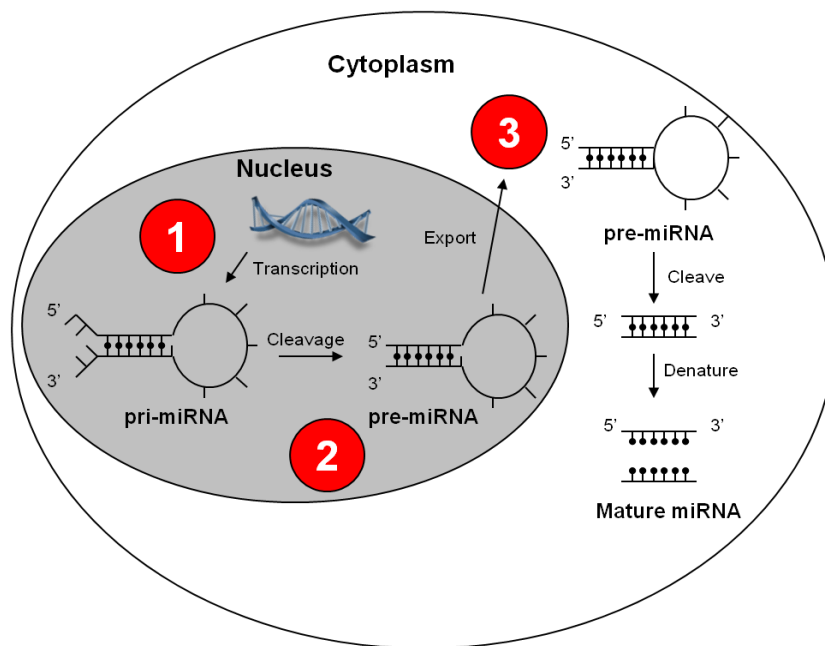 Cytoplasm
3
5'
3'
pre-miRNA
Nucleus
1
Transcription
Export
5'
3'
pri-miRNA
Cleavage
5'
3'
pre-miRNA
2
Cleave
5'
3'
Denature
5'
3'
Mature miRNA